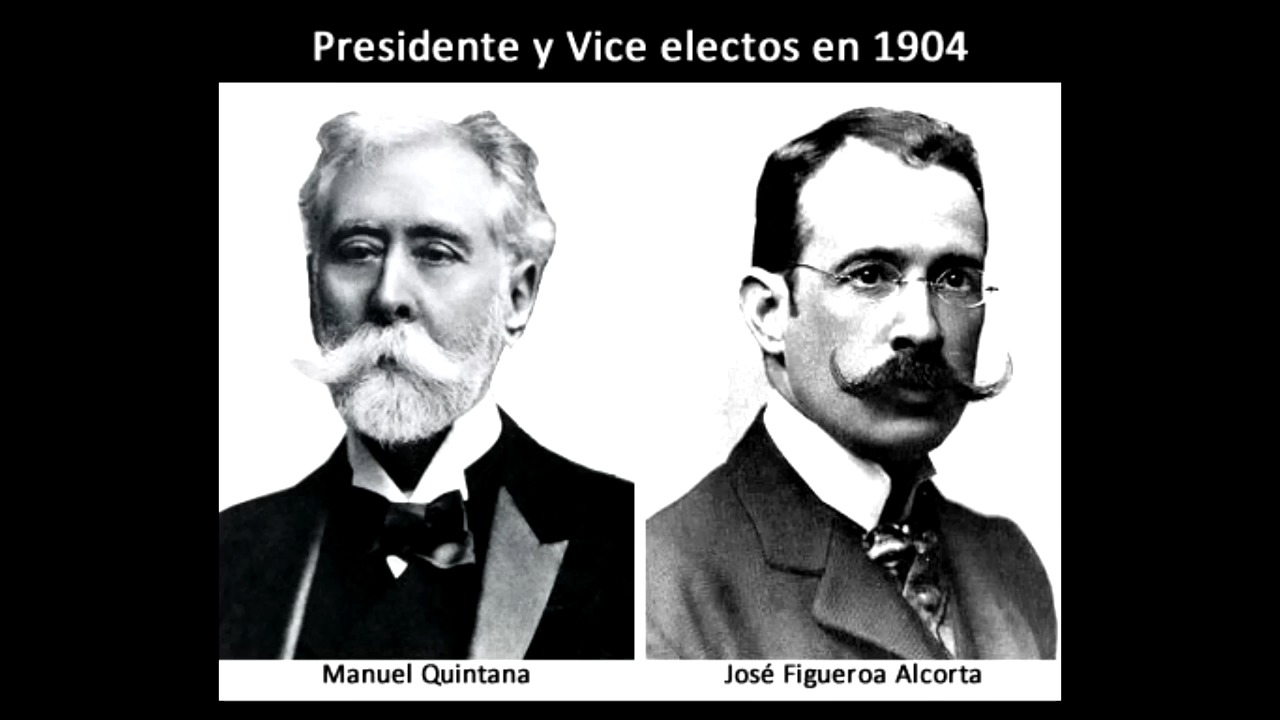 Presidente y Vice electos en 1904
Manuel Quintana
José Figueroa Alcorta